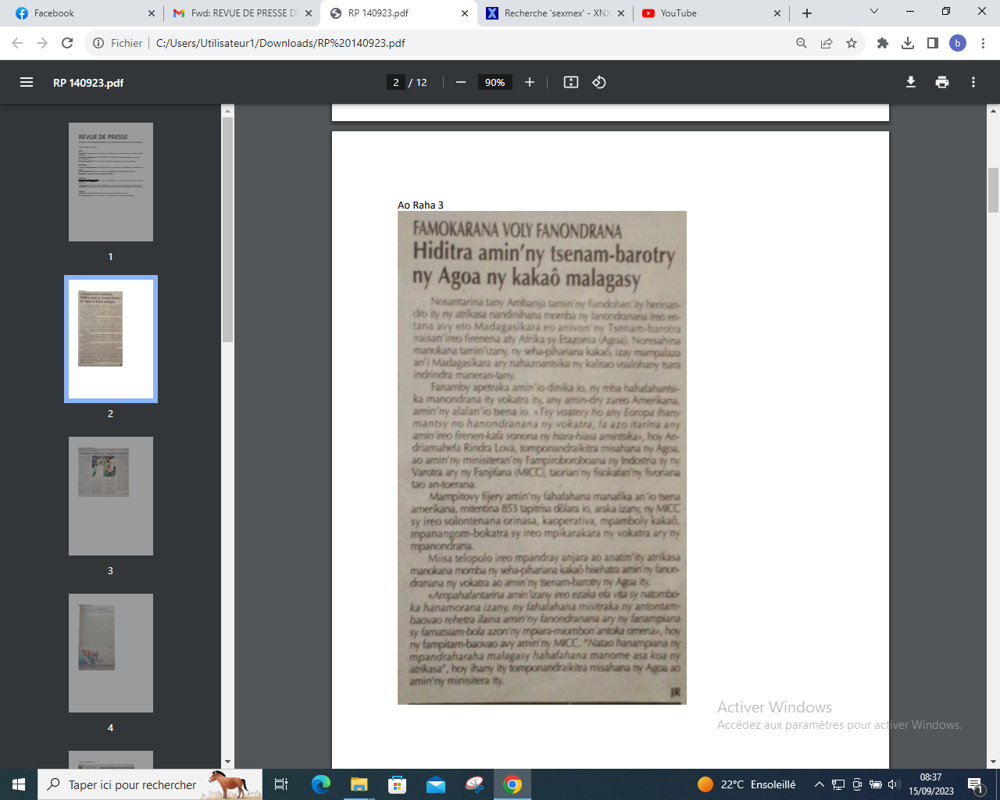 Facebook
Fwd: REVUE DE PRESSE D
RP 140923.pdf
Recherche 'sexmex' - XNX
YouTube
Fichier
C:/Users/Utilisateur1/Downloads/RP%20140923.pdf
b
RP 140923.pdf
2 / 12
90%
REVUE DE PRESSE
1
2
3
4
Ao Raha 3
FAMOKARANA VOLY FANONDRANA
Hiditra amin'ny tsenam-barotry
ny Agoa ny kakaô malagasy
Nosantarina tany Ambanja tamin'ny fiandohan'ity herinan-
dro ity ny atrikasa nandinihana momba ny fanondranana ireo en-
tana avy eto Madagasikara eo anivon'ny Tsenam-barotra
iraisan'ireo firenena aty Afrika sy Etazonia (Agoa). Noresahina
manokana tamin'izany, ny seha-pihariana kakaô, izay mampalaza
an'i Madagasikara ary nahazoantsika ny kalitao voalohany tsara
indrindra maneran-tany.
Fanamby apetraka amin'io dinika io, ny mba hahafahantsi-
ka manondrana ity vokatra ity, any amin-dry zareo Amerikana,
amin'ny alalan'io tsena io. «Tsy voatery ho any Eoropa ihany
mantsy no hanondranana ny vokatra, fa azo itarina any
amin'ireo firenen-kafa vonona ny hiara-hiasa amintsika», hoy An-
driamahefa Rindra Lova, tomponandraikitra misahana ny Agoa,
ao amin'ny minisiteran'ny Fampiroboroboana ny Indostria sy ny
Varotra ary ny Fanjifana (MICC), taorian'ny fisokafan'ny fivoriana
tao an-toerana.
Mampitovy fijery amin'ny fahafahana manafika an'io tsena
amerikana, mitentina 853 tapitrisa dôlara io, araka izany, ny MICC
sy ireo solontenana orinasa, kaoperativa, mpamboly kakaô,
mpanangom-bokatra sy ireo mpikarakara ny vokatra ary ny
mpanondrana.
Miisa telopolo ireo mpandray anjara ao anatin'ity atrikasa
manokana momba ny seha-pihariana kakaô hisehatra amin'ny fanon-
dranana ny vokatra ao amin'ny tsenam-barotry ny Agoa ity.
«Ampahafantarina amin'izany ireo ezaka efa vita sy natombo-
ka hanamorana izany, ny fahafahana misitraka ny antontam-
baovao rehetra ilaina amin'ny fanondranana ary ny fanampiana
sy famatsiam-bola azon'ny mpiara-miombon'antoka omena», hoy
ny fampitam-baovao avy amin'ny MICC. "Natao hanampiana ny
mpandraharaha malagasy hahafahana manome asa koa ny
atrikasa", hoy ihany ity tomponandraikitra misahana ny Agoa ao
amin'ny minisitera ity.
JR
Activer Windows
Accédez aux paramètres pour activer Windows.
Taper ici pour rechercher
22°C Ensoleillé
08:37
15/09/2023
1